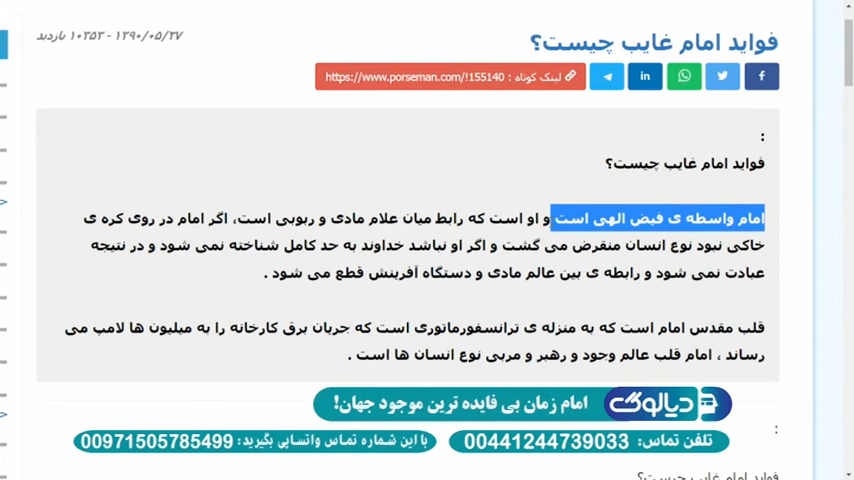 ۱۳۹۰/۰۵/۲۷ - ۱۰۳۵۳ بازدید
فواید امام غایب چیست؟
لینک کوتاه : https://www.porseman.com/!155140
:
فواید امام غایب چیست؟
امام واسطه ی فیض الهی است و او است که رابط میان علام مادی و ربوبی است، اگر امام در روی کره ی
خاکی نبود نوع انسان منقرض می گشت و اگر او نباشد خداوند به حد کامل شناخته نمی شود و در نتیجه
عبادت نمی شود و رابطه ی بین عالم مادی و دستگاه آفرینش قطع می شود .
قلب مقدس امام است که به منزله ی ترانسفورماتوری است که جریان برق کارخانه را به میلیون ها لامپ می
رساند ، امام قلب عالم وجود و رهبر و مربی نوع انسان ها است .
دیالوگ
امام زمان بی فایده ترین موجود جهان!
:
تلفن تماس: 00441244739033
با این شماره تماس واتساپی بگیرید: 00971505785499
فواید امام غایب چیست؟